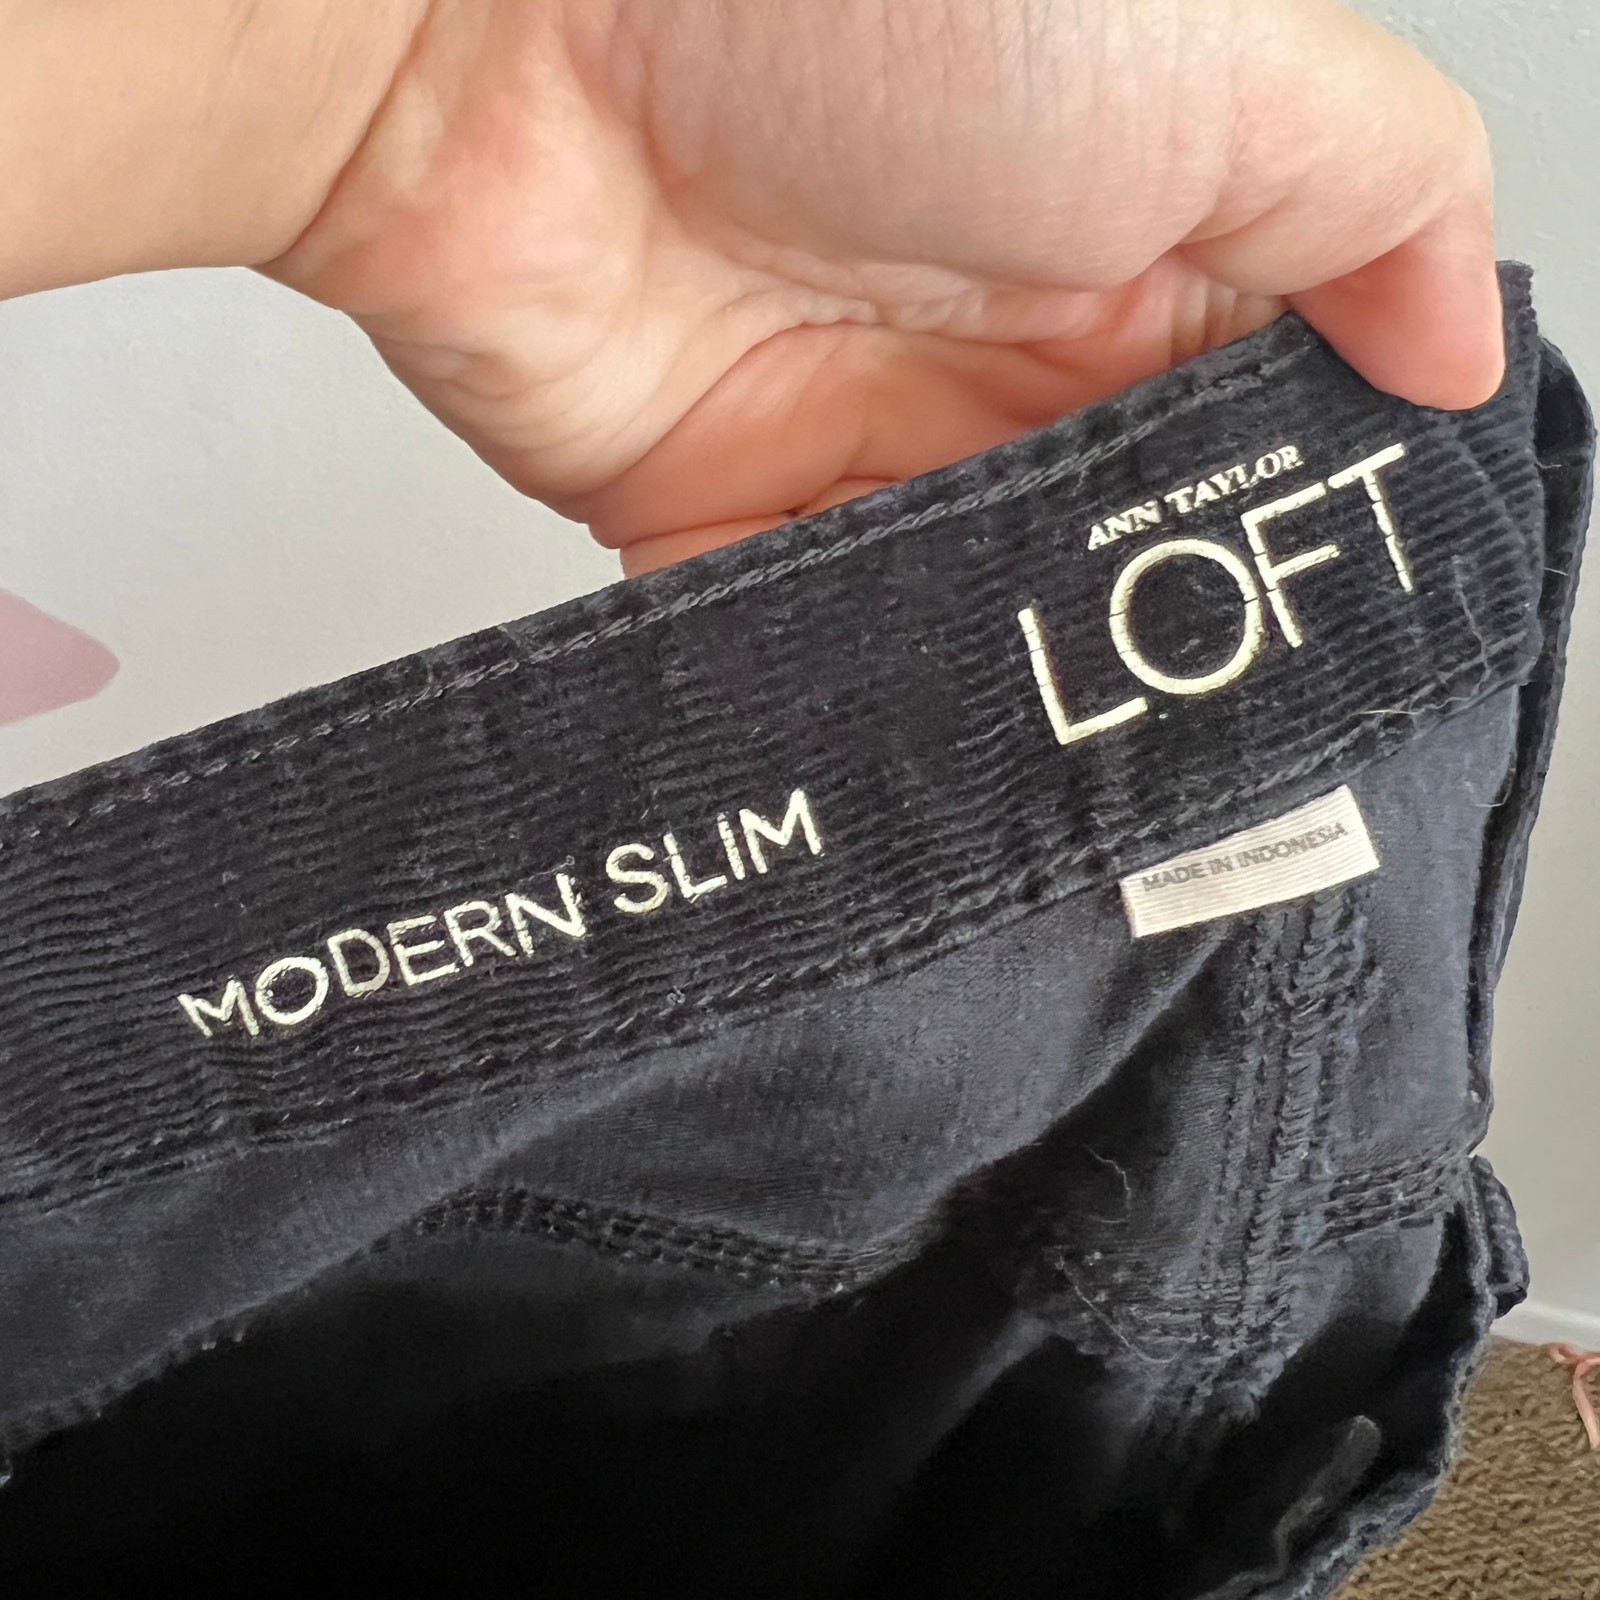 ANN TAYLOR
LOFT
MODERN SLIM
MADE IN INDONESIA